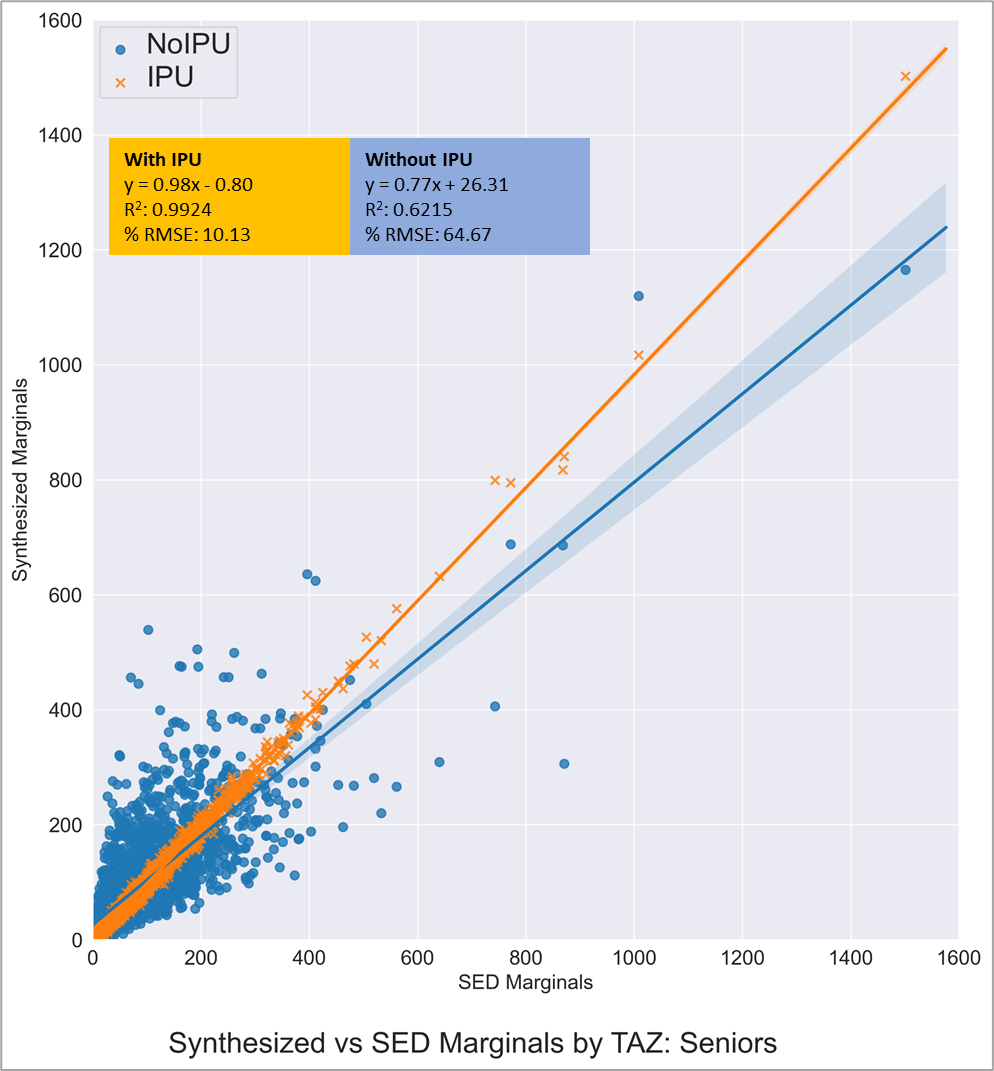 1600
1400
1200
1000
800
600
400
200
0
Synthesized Marginals
NoIPU
IPU
With IPU
y = 0.98x - 0.80
R²: 0.9924
% RMSE: 10.13
Without IPU
y = 0.77x + 26.31
R²: 0.6215
% RMSE: 64.67
0 200 400 600 800 1000 1200 1400 1600
SED Marginals
Synthesized vs SED Marginals by TAZ: Seniors